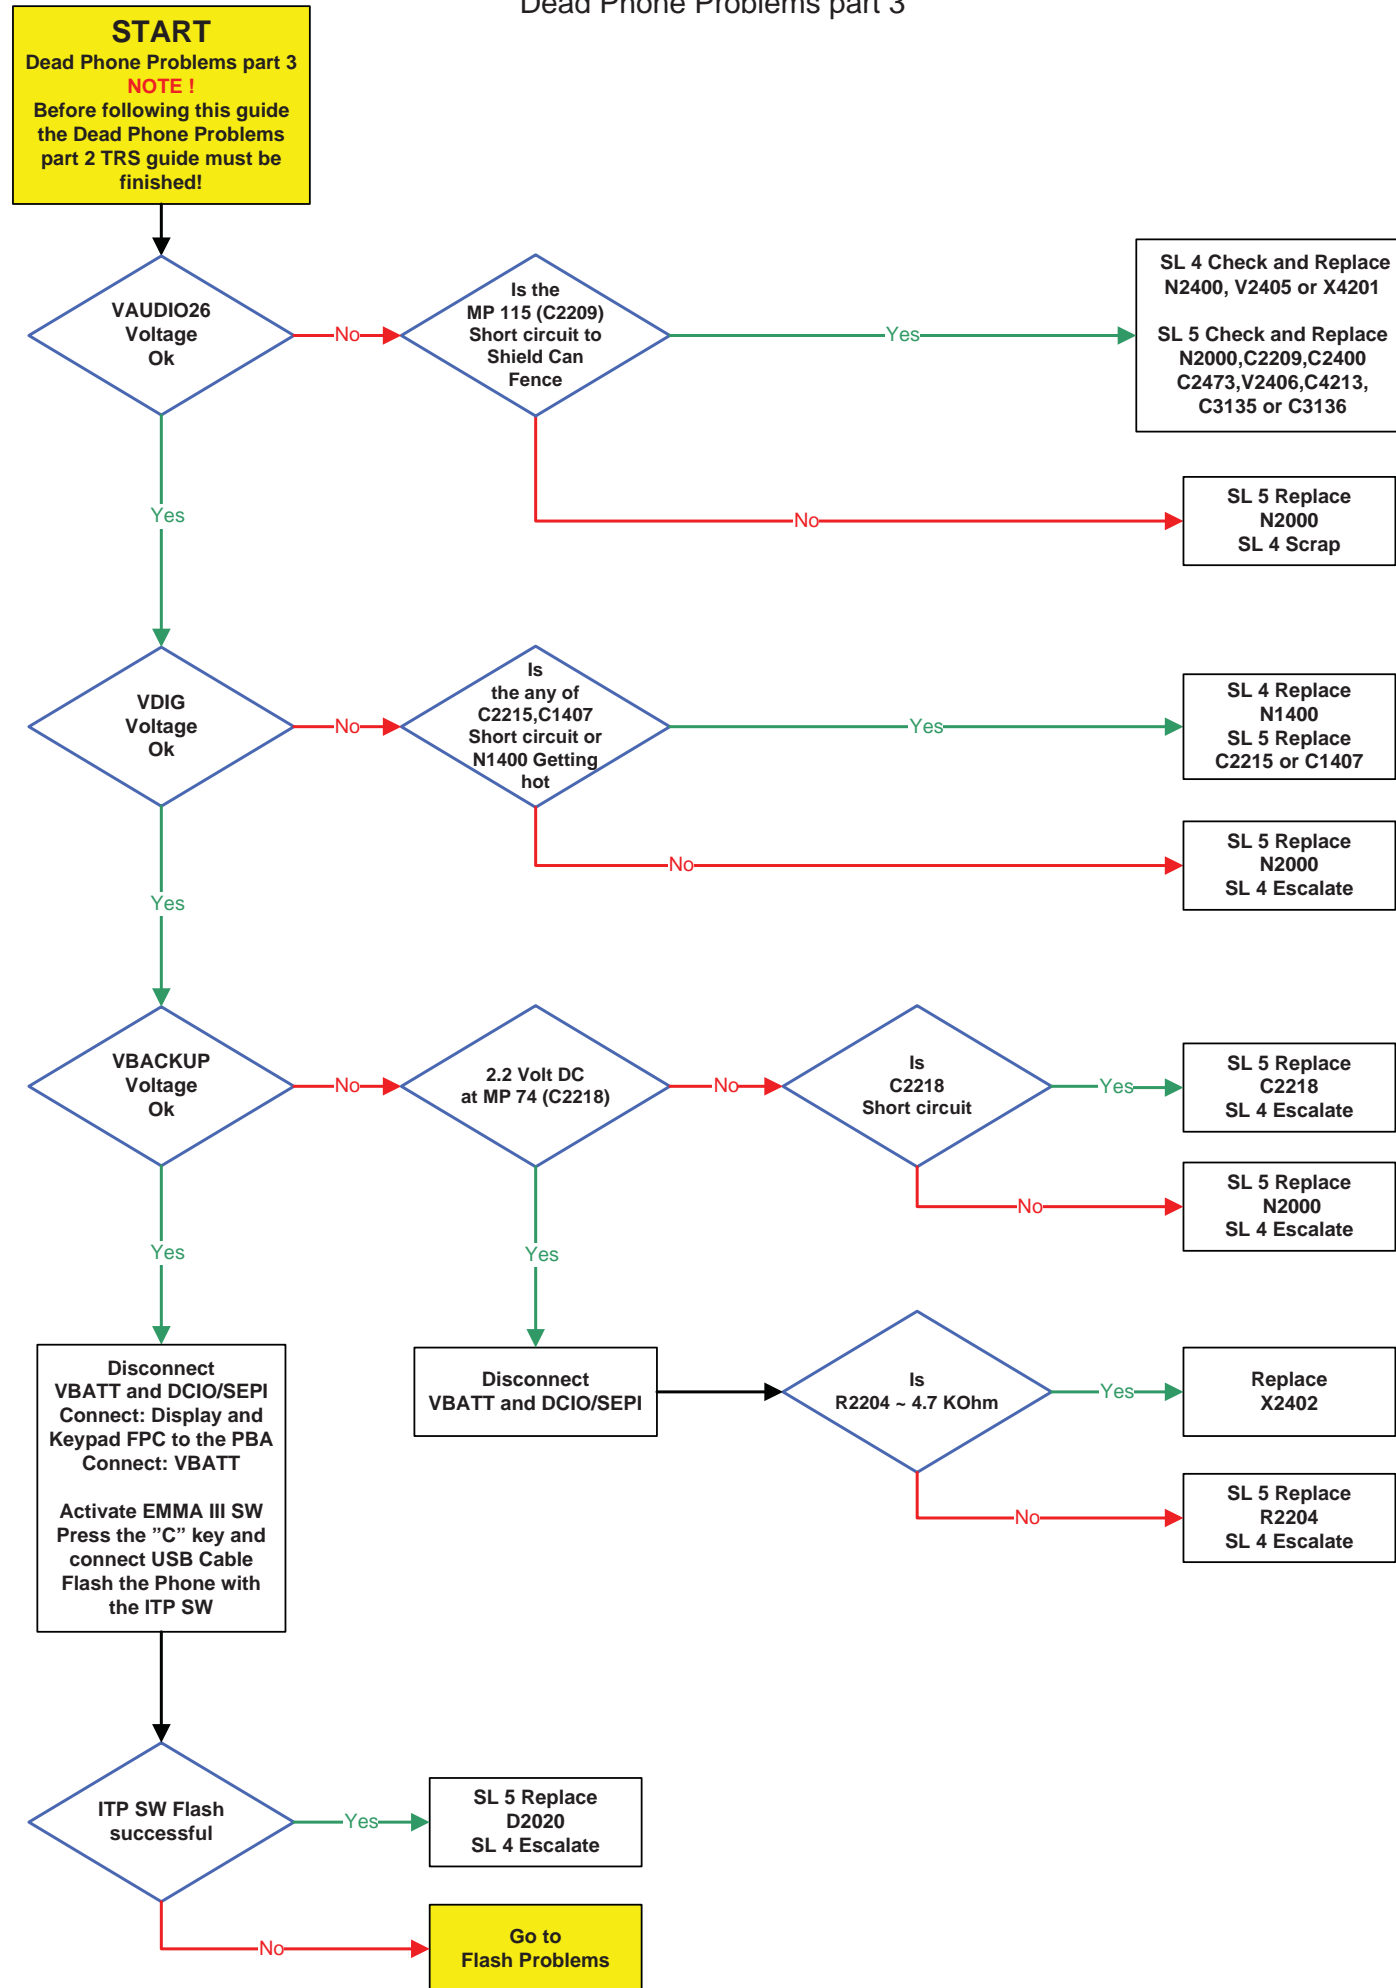 Dead Phone Problems part 3
START
Dead Phone Problems part 3
NOTE !
Before following this guide
the Dead Phone Problems
part 2 TRS guide must be
finished!
VAUDIO26
Voltage
Ok
No
Is the
MP 115 (C2209)
Short circuit to
Shield Can
Fence
Yes
SL 4 Check and Replace
N2400, V2405 or X4201
SL 5 Check and Replace
N2000,C2209,C2400
C2473,V2406,C4213,
C3135 or C3136
No
SL 5 Replace
N2000
SL 4 Scrap
Yes
VDIG
Voltage
Ok
No
Is
the any of
C2215,C1407
Short circuit or
N1400 Getting
hot
Yes
SL 4 Replace
N1400
SL 5 Replace
C2215 or C1407
No
SL 5 Replace
N2000
SL 4 Escalate
Yes
VBACKUP
Voltage
Ok
No
2.2 Volt DC
at MP 74 (C2218)
No
Is
C2218
Short circuit
Yes
SL 5 Replace
C2218
SL 4 Escalate
No
SL 5 Replace
N2000
SL 4 Escalate
Yes
Yes
Disconnect
VBATT and DCIO/SEPI
Connect: Display and
Keypad FPC to the PBA
Connect: VBATT
Activate EMMA III SW
Press the ”C” key and
connect USB Cable
Flash the Phone with
the ITP SW
Disconnect
VBATT and DCIO/SEPI
Is
R2204 ~ 4.7 KOhm
Yes
Replace
X2402
No
SL 5 Replace
R2204
SL 4 Escalate
ITP SW Flash
successful
Yes
SL 5 Replace
D2020
SL 4 Escalate
No
Go to
Flash Problems